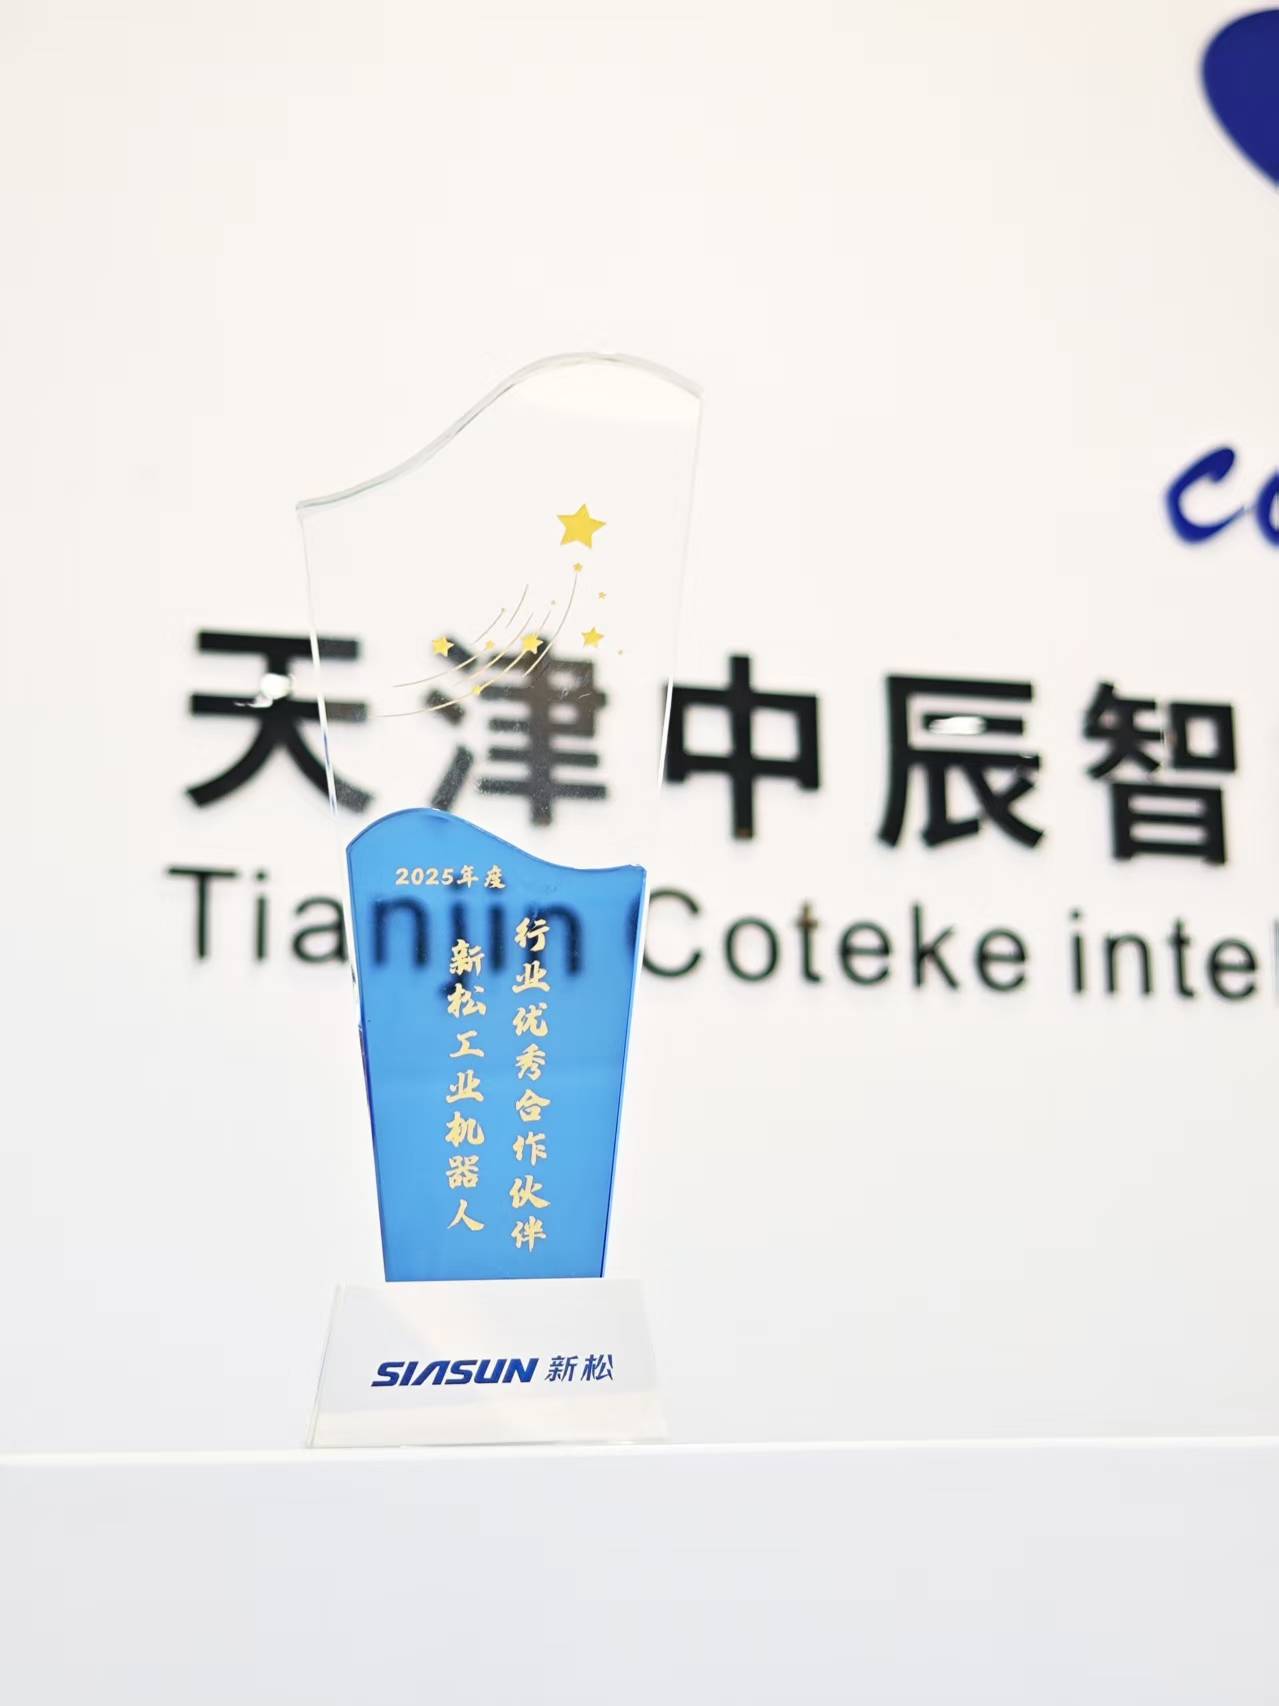 co
天津中辰智
Tianjin Coteke intel
2025年度
行业优秀合作伙伴
新松工业机器人
SIASUN 新松